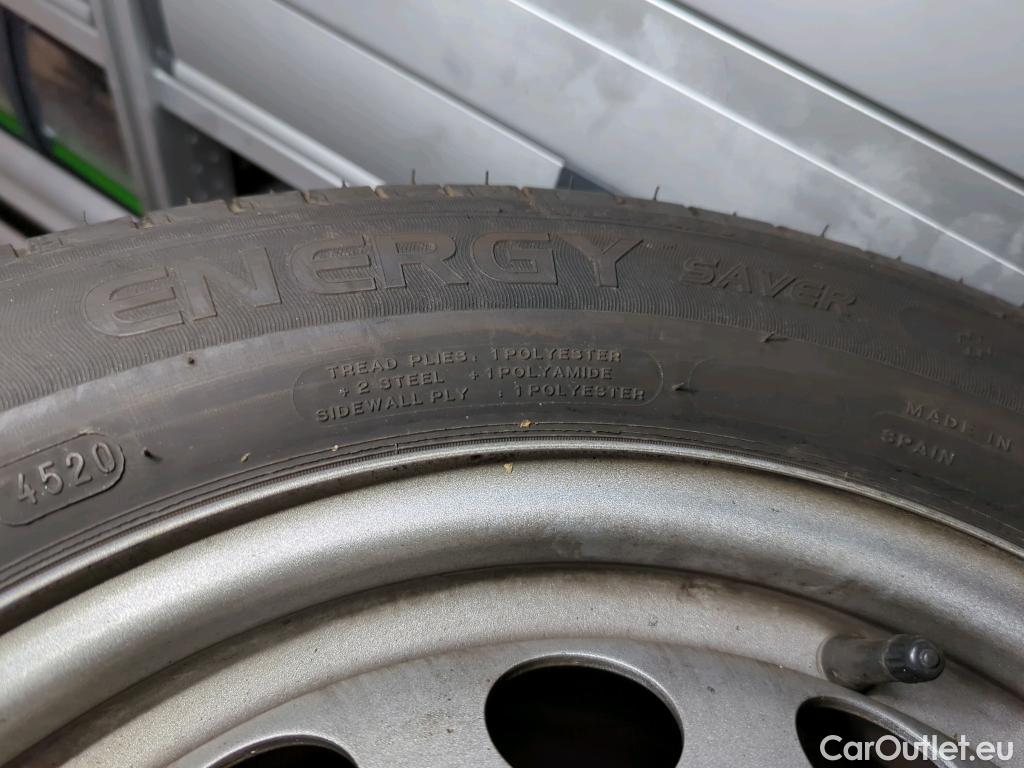 ENERGY SAVER +
TREAD PLIES. 1 POLYESTER
+ 2 STEEL + 1 POLYAMIDE
SIDEWALL PLY : 1 POLYESTER
MADE IN
SPAIN
4520
CarOutlet.eu